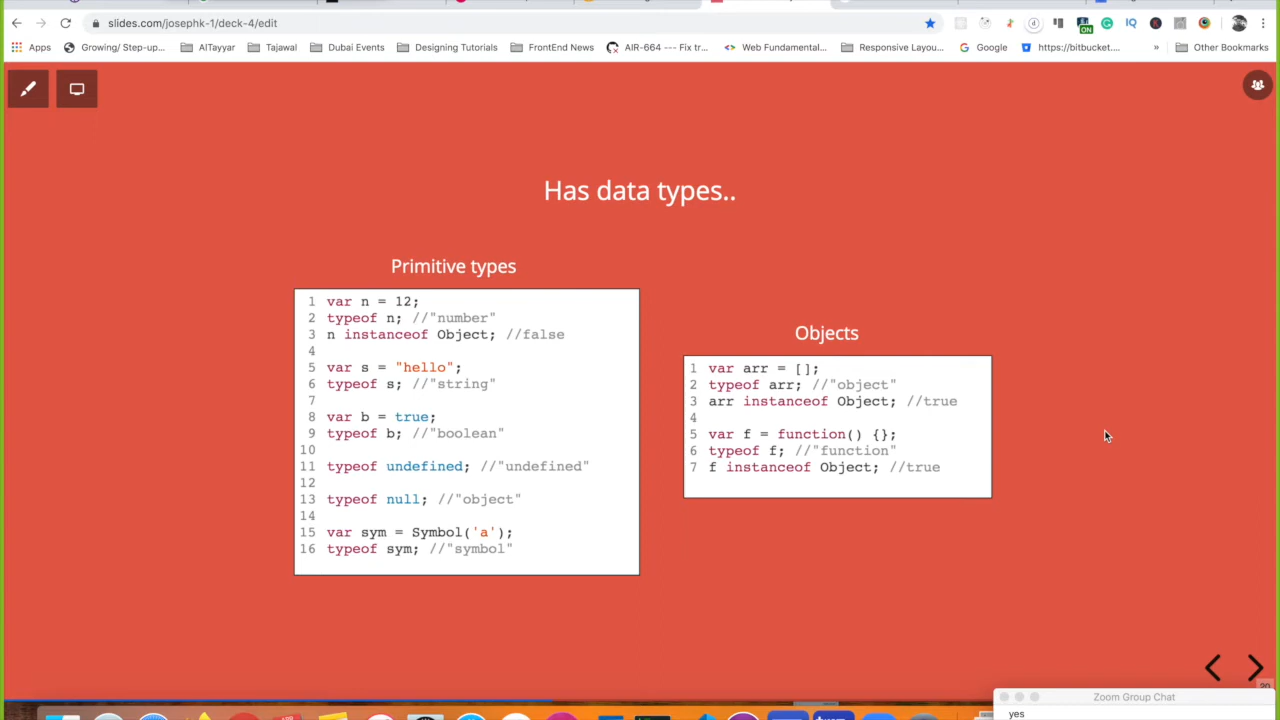 slides.com/josephk-1/deck-4/edit
Apps Growing/ Step-up... AlTayyar Tajawal Dubai Events Designing Tutorials FrontEnd News AIR-664 --- Fix tr... Web Fundamental... Responsive Layou... Google https://bitbucket.... » Other Bookmarks
ON
IQ
Has data types..
Primitive types
1 var n = 12;
2 typeof n; //"number"
3 n instanceof Object; //false
4
5 var s = "hello";
6 typeof s; //"string"
7
8 var b = true;
9 typeof b; //"boolean"
10
11 typeof undefined; //"undefined"
12
13 typeof null; //"object"
14
15 var sym = Symbol('a');
16 typeof sym; //"symbol"
Objects
1 var arr = [];
2 typeof arr; //"object"
3 arr instanceof Object; //true
4
5 var f = function() {};
6 typeof f; //"function"
7 f instanceof Object; //true
Zoom Group Chat
yes